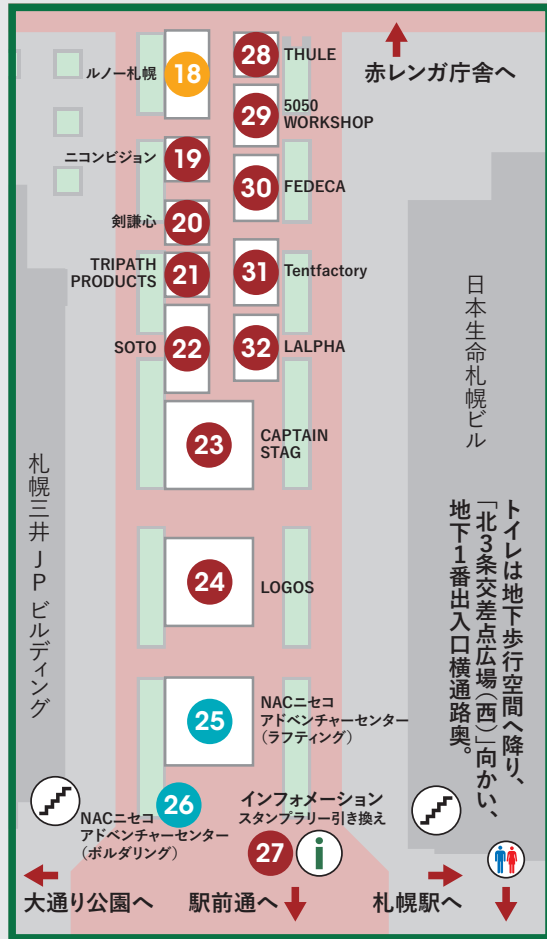 赤レンガ庁舎へ
ルノー札幌
18
28
THULE
29
5050
WORKSHOP
ニコンビジョン
19
30
FEDECA
剣謙心
20
TRIPATH
PRODUCTS
21
31
Tentfactory
SOTO
22
32
LALPHA
23
CAPTAIN
STAG
24
LOGOS
25
NACニセコ
アドベンチャーセンター
(ラフティング)
26
NACニセコ
アドベンチャーセンター
(ボルダリング)
インフォメーション
スタンプラリー引き換え
27
i
札幌三井JPビルディング
日本生命札幌ビル
トイレは地下歩行空間へ降り、
「北3条交差点広場(西)」向かい、
地下1番出入口横通路奥。
大通り公園へ
駅前通へ
札幌駅へ